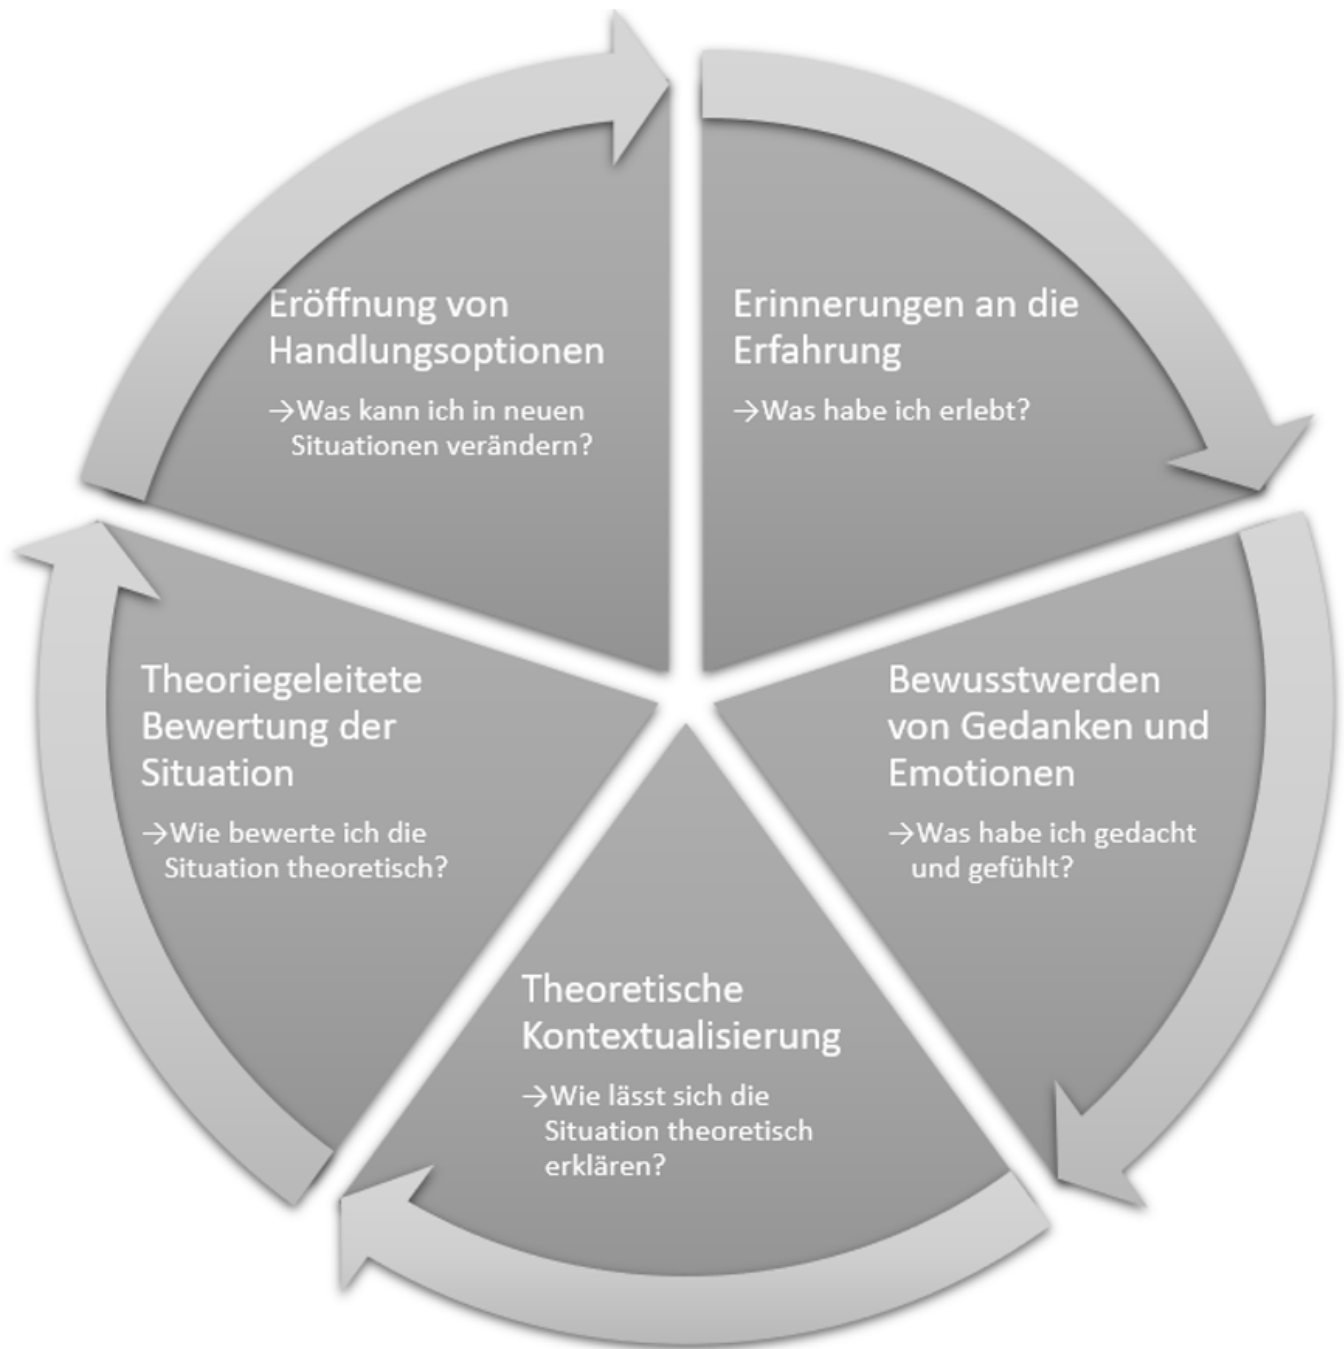 Erinnerungen an die
Erfahrung
→Was habe ich erlebt?
Bewusstwerden
von Gedanken und
Emotionen
→Was habe ich gedacht
und gefühlt?
Theoretische
Kontextualisierung
→Wie lässt sich die
Situation theoretisch
erklären?
Theoriegeleitete
Bewertung der
Situation
→Wie bewerte ich die
Situation theoretisch?
Eröffnung von
Handlungsoptionen
→Was kann ich in neuen
Situationen verändern?